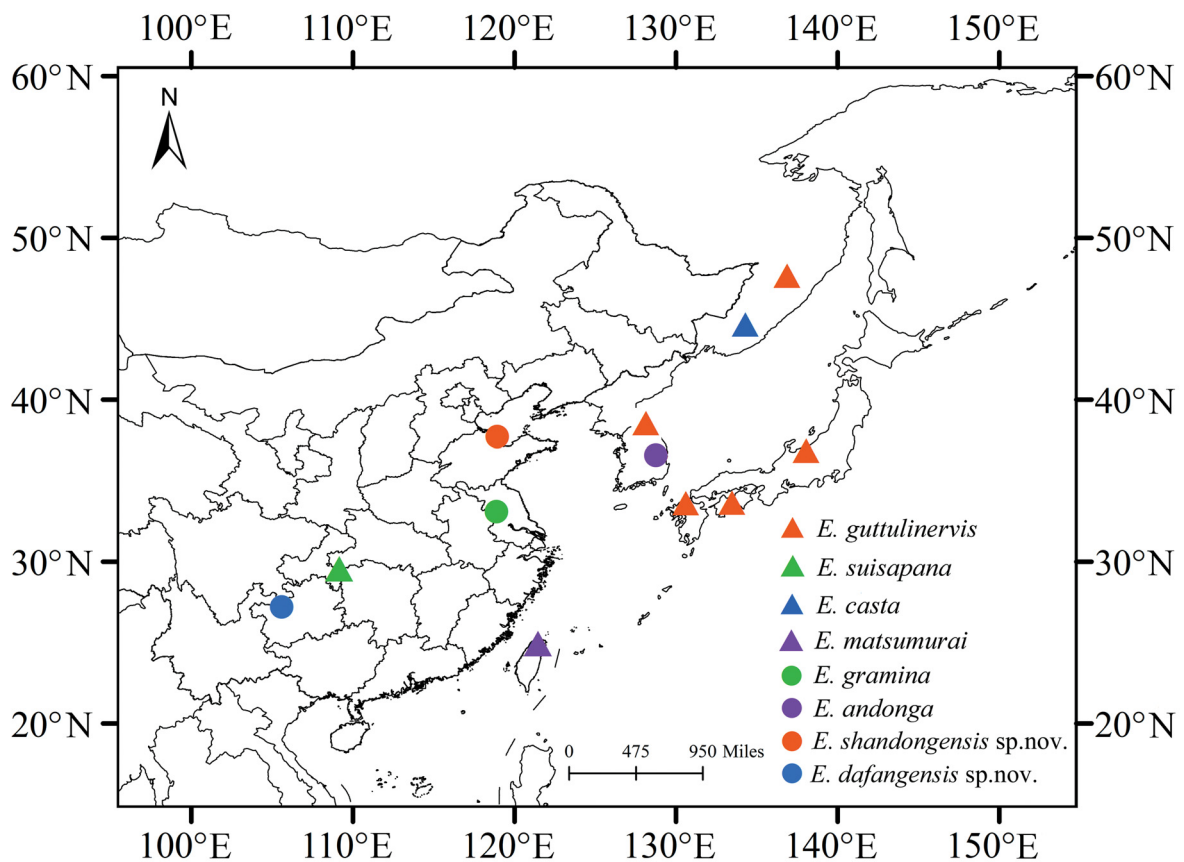 100°E 110°E 120°E 130°E 140°E 150°E
60°N 60°N
N
50°N 50°N
40°N 40°N
E. guttulinervis
30°N 30°N
E. suisapana
E. casta
E. matsumurai
E. gramina
E. andonga
20°N 20°N
E. shandongensis sp.nov.
0 475 950 Miles
E. dafangensis sp.nov.
100°E 110°E 120°E 130°E 140°E 150°E